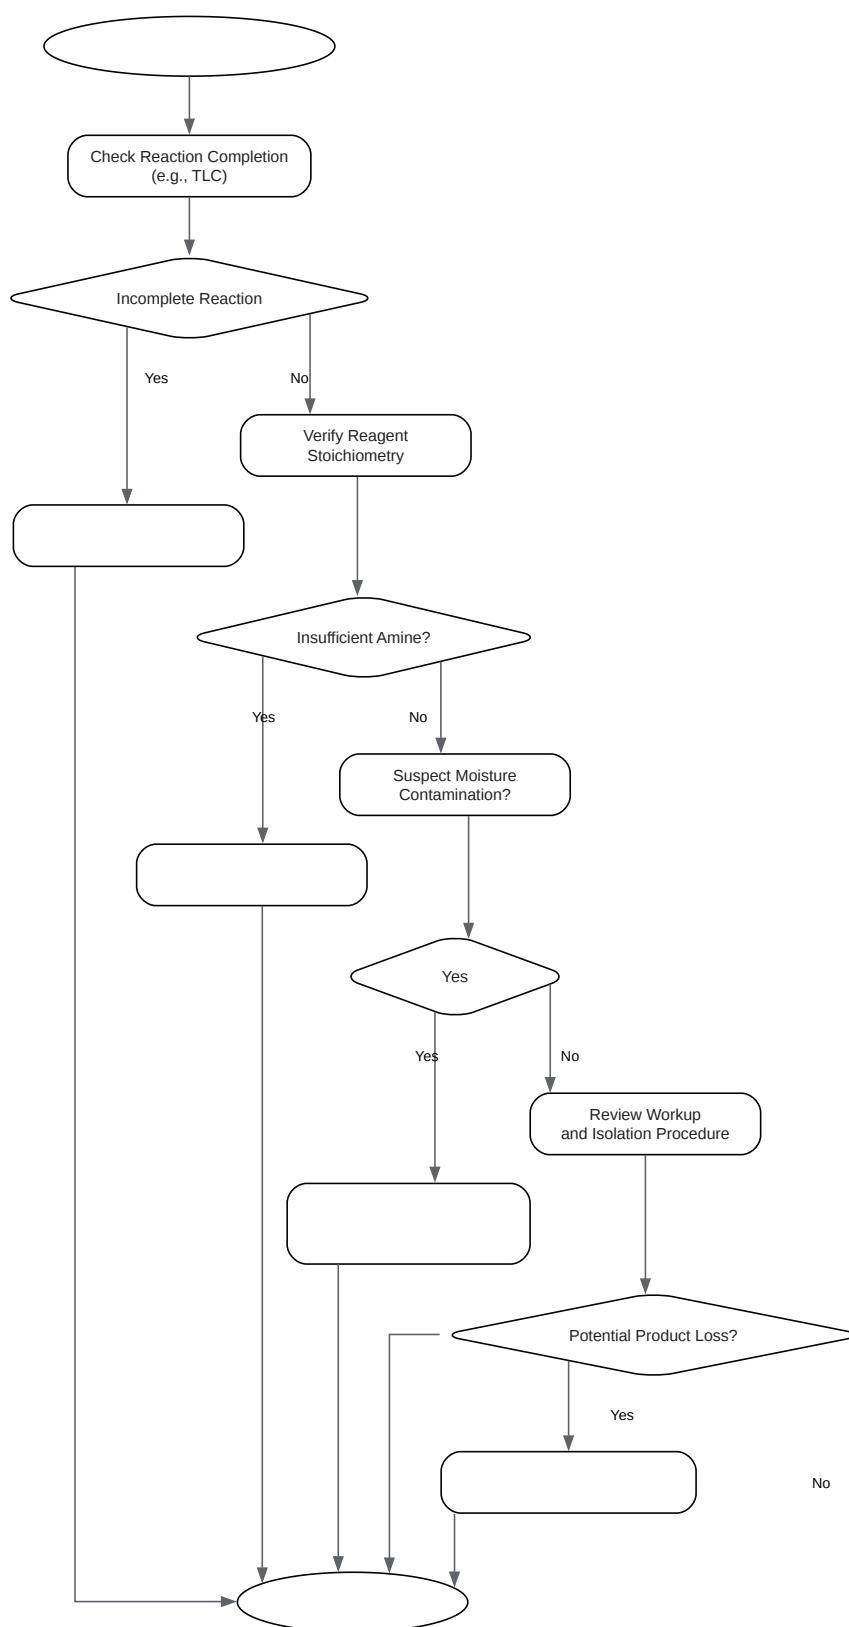 Check Reaction Completion
(e.g., TLC)
Incomplete Reaction
Yes
No
Verify Reagent
Stoichiometry
Insufficient Amine?
Yes
No
Suspect Moisture
Contamination?
Yes
Yes
No
Review Workup
and Isolation Procedure
Potential Product Loss?
Yes
No